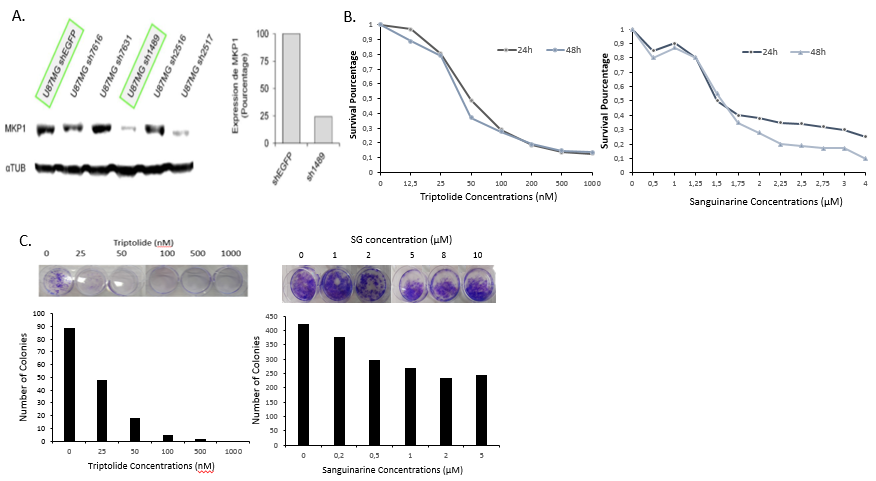 A.
U87MG shEGFP
U87MG sh7616
U87MG sh7631
U87MG sh1489
U87MG sh2516
U87MG sh2517
MKP1
αTUB
Expression de MKP1
(Pourcentage)
100
75
50
25
0
shEGFP
sh1489
B.
Survival Pourcentage
1
0,9
0,8
0,7
0,6
0,5
0,4
0,3
0,2
0,1
0
24h
48h
0 12,5 25 50 100 200 500 1000
Triptolide Concentrations (nM)
Survival Pourcentage
1
0,9
0,8
0,7
0,6
0,5
0,4
0,3
0,2
0,1
0
24h
48h
0 0,5 1 1,25 1,5 1,75 2 2,25 2,5 2,75 3 4
Sanguinarine Concentrations (µM)
C.
Triptolide (nM)
0 25 50 100 500 1000
Number of Colonies
100
90
80
70
60
50
40
30
20
10
0
0 25 50 100 500 1000
Triptolide Concentrations (nM)
SG concentration (µM)
0 1 2 5 8 10
Number of Colonies
450
400
350
300
250
200
150
100
50
0
0 0,2 0,5 1 2 5
Sanguinarine Concentrations (µM)